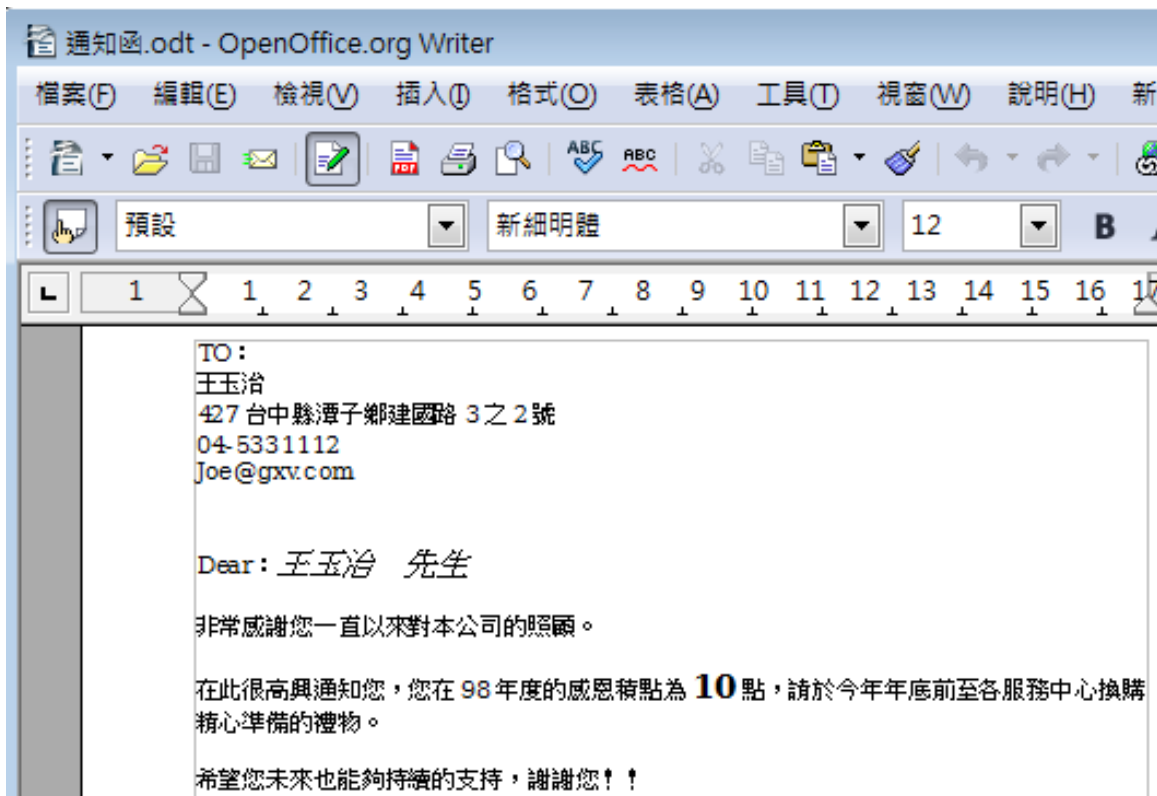 通知函.odt - OpenOffice.org Writer
檔案(F) 編輯(E) 檢視(V) 插入(I) 格式(O) 表格(A) 工具(T) 視窗(W) 說明(H) 新
ABC ABC
PDF
預設 新細明體 12 B
1 1 2 3 4 5 6 7 8 9 10 11 12 13 14 15 16 17
TO：
王玉治
427 台中縣潭子鄉建國路 3 之 2 號
04-5331112
Joe@gxv.com
Dear：王玉治 先生
非常感謝您一直以來對本公司的照顧。
在此很高興通知您，您在 98 年度的感恩積點為 10 點，請於今年年底前至各服務中心換購
精心準備的禮物。
希望您未來也能夠持續的支持，謝謝您！！